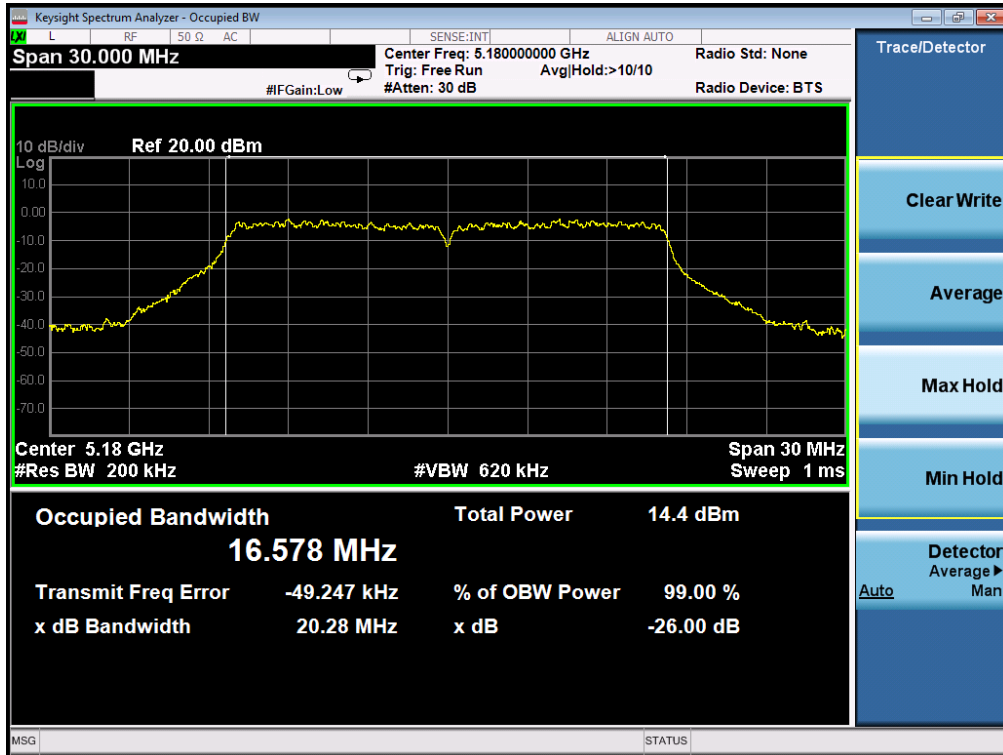 Keysight Spectrum Analyzer - Occupied BW
LXI L RF 50 Ω AC SENSE:INT ALIGN AUTO
Span 30.000 MHz
Center Freq: 5.180000000 GHz Radio Std: None
Trig: Free Run Avg|Hold:>10/10
#IFGain:Low #Atten: 30 dB Radio Device: BTS
10 dB/div Ref 20.00 dBm
Log
10.0
0.00
-10.0
-20.0
-30.0
-40.0
-50.0
-60.0
-70.0
Center 5.18 GHz Span 30 MHz
#Res BW 200 kHz #VBW 620 kHz Sweep 1 ms
Occupied Bandwidth Total Power 14.4 dBm
16.578 MHz
Transmit Freq Error -49.247 kHz % of OBW Power 99.00 %
x dB Bandwidth 20.28 MHz x dB -26.00 dB
MSG STATUS
Trace/Detector
Clear Write
Average
Max Hold
Min Hold
Detector
Average▶
Auto Man